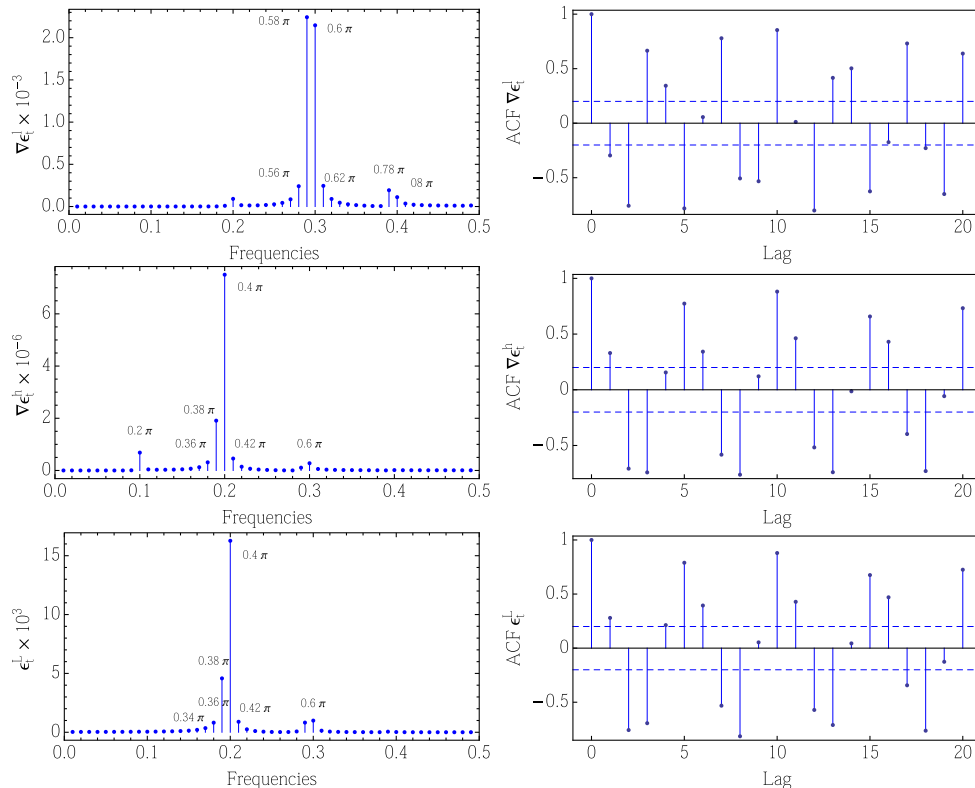 ∇ϵ_t^l × 10^−3
2.0
1.5
1.0
0.5
0.0
0.58 π
0.6 π
0.56 π
0.62 π
0.78 π
08 π
0.0 0.1 0.2 0.3 0.4 0.5
Frequencies
ACF ∇ϵ_t^l
1
0.5
0
−0.5
0 5 10 15 20
Lag
∇ϵ_t^h × 10^−6
6
4
2
0
0.4 π
0.38 π
0.2 π
0.36 π
0.42 π
0.6 π
0.0 0.1 0.2 0.3 0.4 0.5
Frequencies
ACF ∇ϵ_t^h
1
0.5
0
−0.5
0 5 10 15 20
Lag
ϵ_t^L × 10^3
15
10
5
0
0.4 π
0.38 π
0.36 π
0.34 π
0.42 π
0.6 π
0.0 0.1 0.2 0.3 0.4 0.5
Frequencies
ACF ϵ_t^L
1
0.5
0
−0.5
0 5 10 15 20
Lag